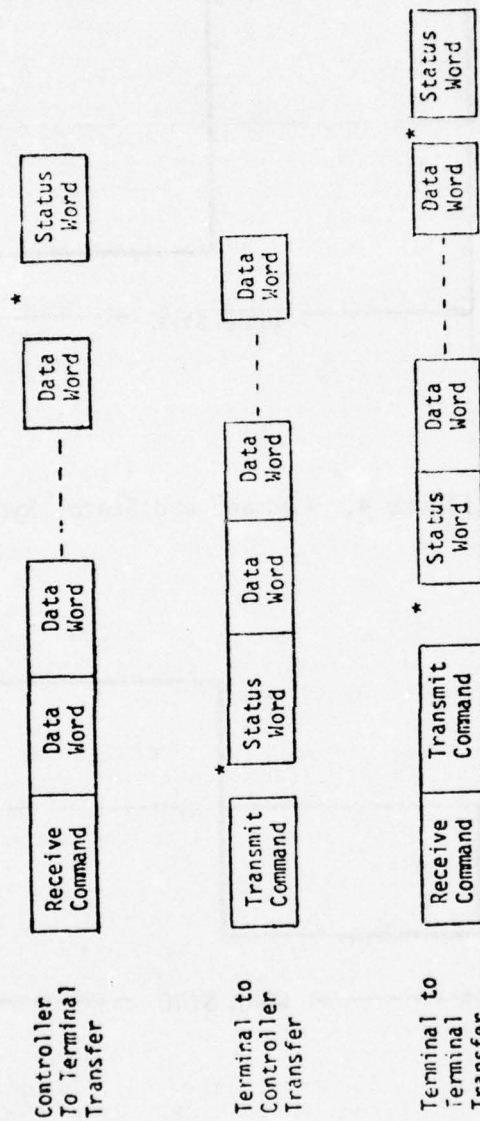 Controller
To Terminal
Transfer
Receive
Command
Data
Word
Data
Word
Data
Word
*
Status
Word
Terminal to
Controller
Transfer
Transmit
Command
*
Status
Word
Data
Word
Data
Word
Data
Word
Terminal to
Terminal
Transfer
Receive
Command
Transmit
Command
*
Status
Word
Data
Word
Data
Word
*
Status
Word